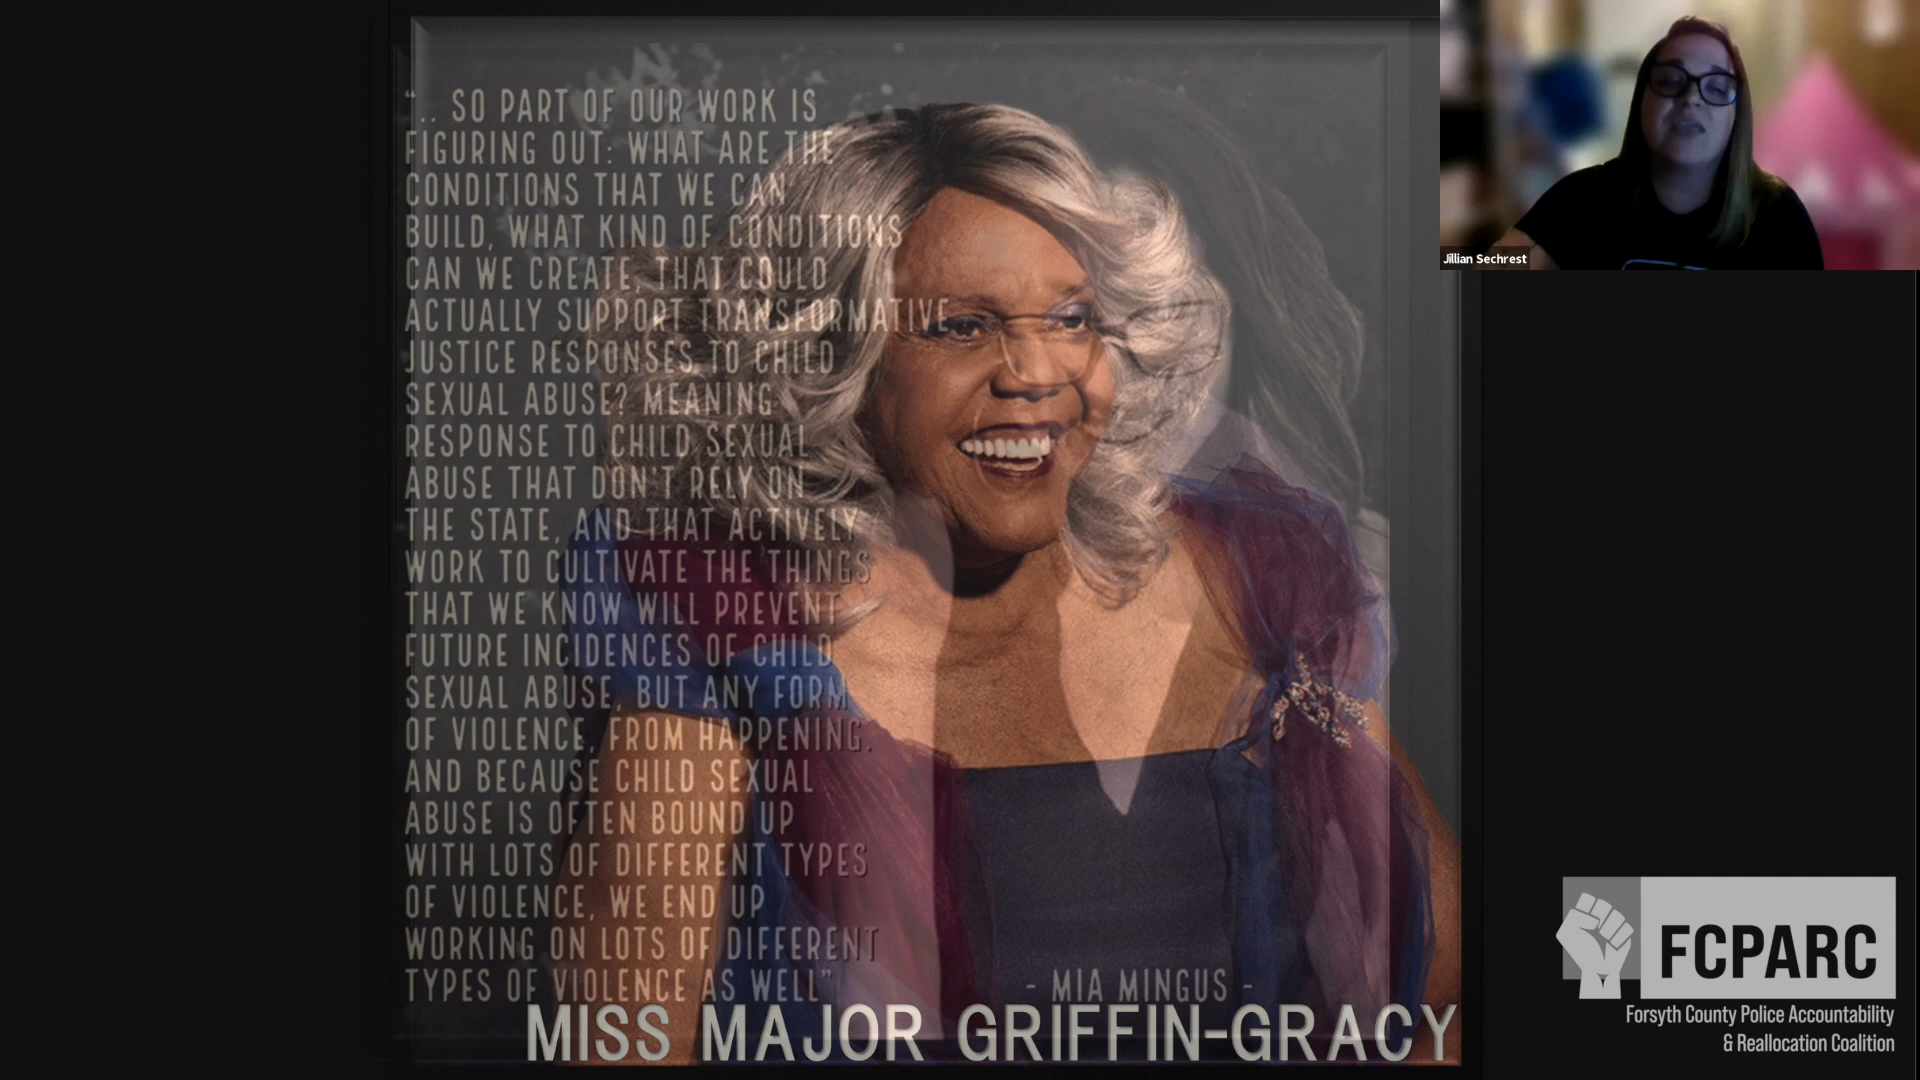 ".. SO PART OF OUR WORK IS
FIGURING OUT: WHAT ARE THE
CONDITIONS THAT WE CAN
BUILD, WHAT KIND OF CONDITIONS
CAN WE CREATE, THAT COULD
ACTUALLY SUPPORT TRANSFORMATIVE
JUSTICE RESPONSES TO CHILD
SEXUAL ABUSE? MEANING
RESPONSE TO CHILD SEXUAL
ABUSE THAT DON'T RELY ON
THE STATE, AND THAT ACTIVELY
WORK TO CULTIVATE THE THINGS
THAT WE KNOW WILL PREVENT
FUTURE INCIDENCES OF CHILD
SEXUAL ABUSE, BUT ANY FORM
OF VIOLENCE, FROM HAPPENING.
AND BECAUSE CHILD SEXUAL
ABUSE IS OFTEN BOUND UP
WITH LOTS OF DIFFERENT TYPES
OF VIOLENCE, WE END UP
WORKING ON LOTS OF DIFFERENT
TYPES OF VIOLENCE AS WELL"
- MIA MINGUS -
MISS MAJOR GRIFFIN-GRACY
Jillian Sechrest
FCPARC
Forsyth County Police Accountability
& Reallocation Coalition